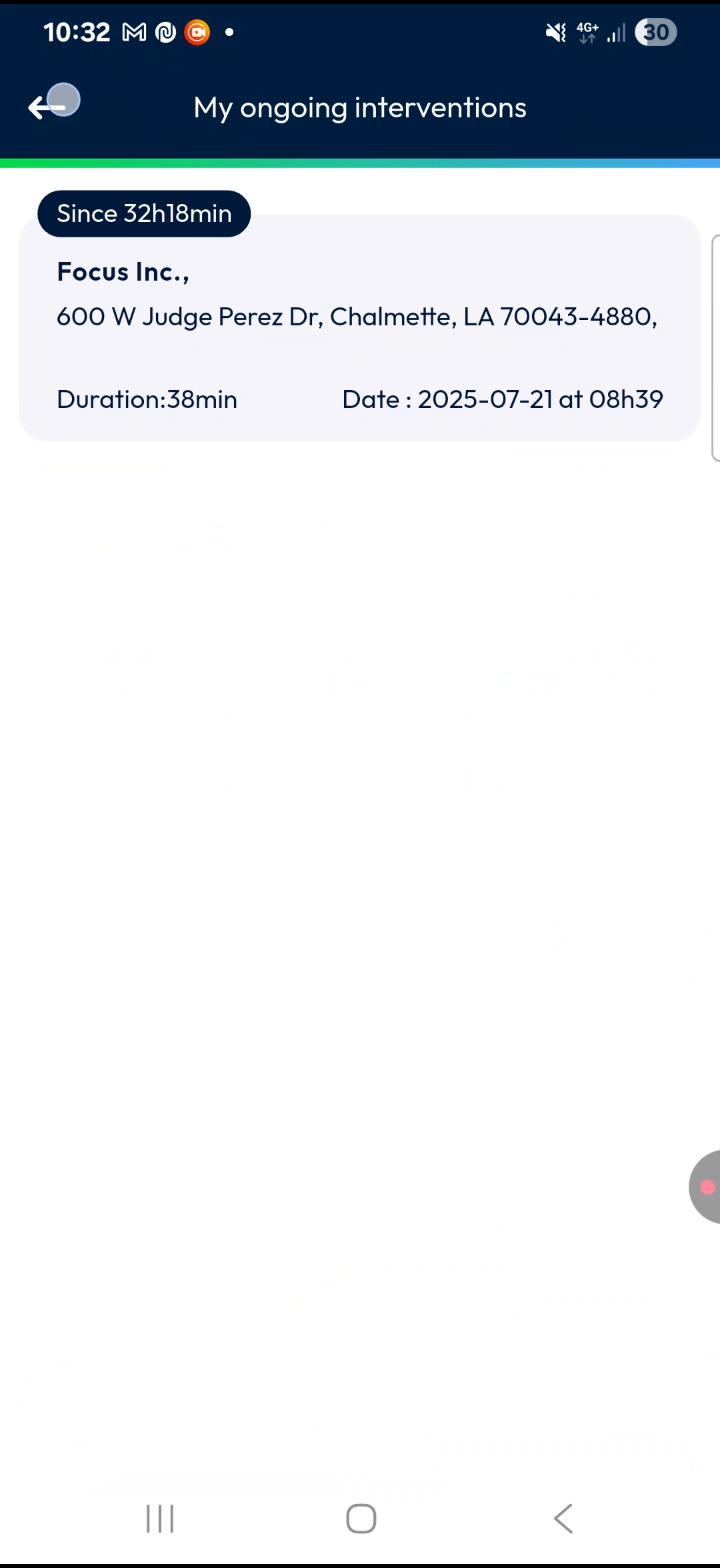 10:32
4G+
30
My ongoing interventions
Since 32h18min
Focus Inc.,
600 W Judge Perez Dr, Chalmette, LA 70043-4880,
Duration:38min
Date : 2025-07-21 at 08h39